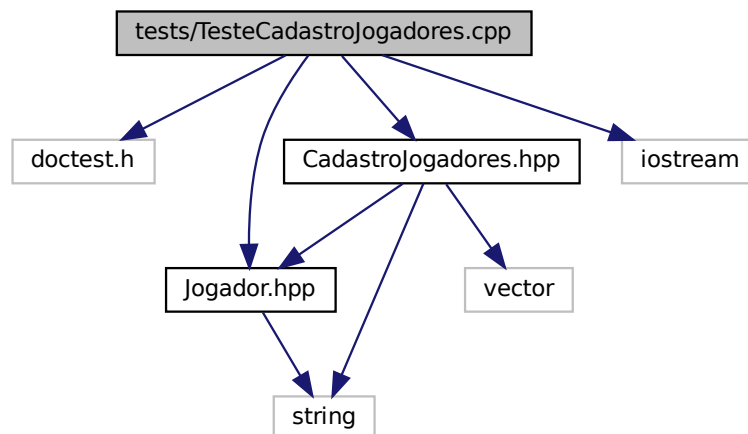 tests/TesteCadastroJogadores.cpp
doctest.h
CadastroJogadores.hpp
iostream
Jogador.hpp
vector
string